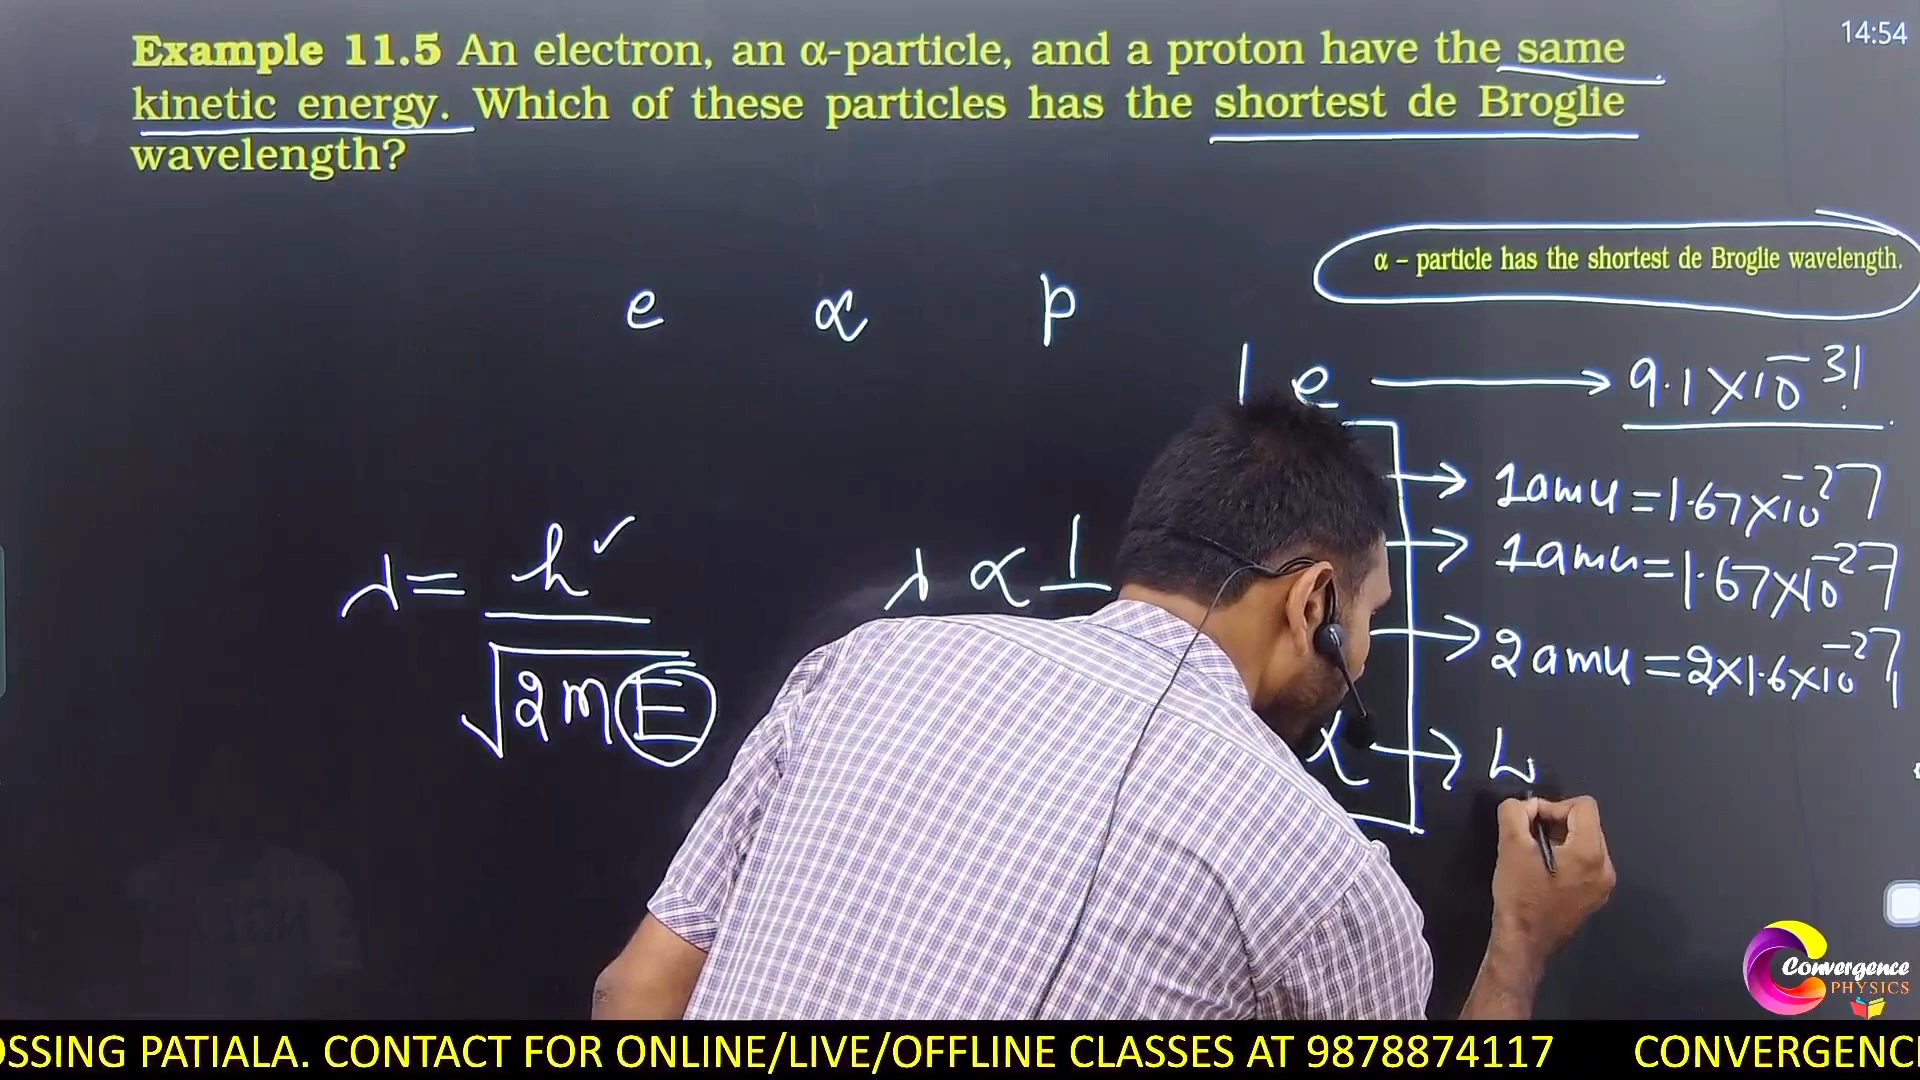 14:54
Example 11.5 An electron, an α-particle, and a proton have the same
kinetic energy. Which of these particles has the shortest de Broglie
wavelength?
α – particle has the shortest de Broglie wavelength.
e α p
1 e → 9.1×10⁻³¹
→ 1amu = 1.67×10⁻²⁷
→ 1amu = 1.67×10⁻²⁷
→ 2amu = 2×1.6×10⁻²⁷
→ 4
λ = h / √2mE
λ ∝ 1
Convergence
PHYSICS
OSSING PATIALA. CONTACT FOR ONLINE/LIVE/OFFLINE CLASSES AT 9878874117 CONVERGENC